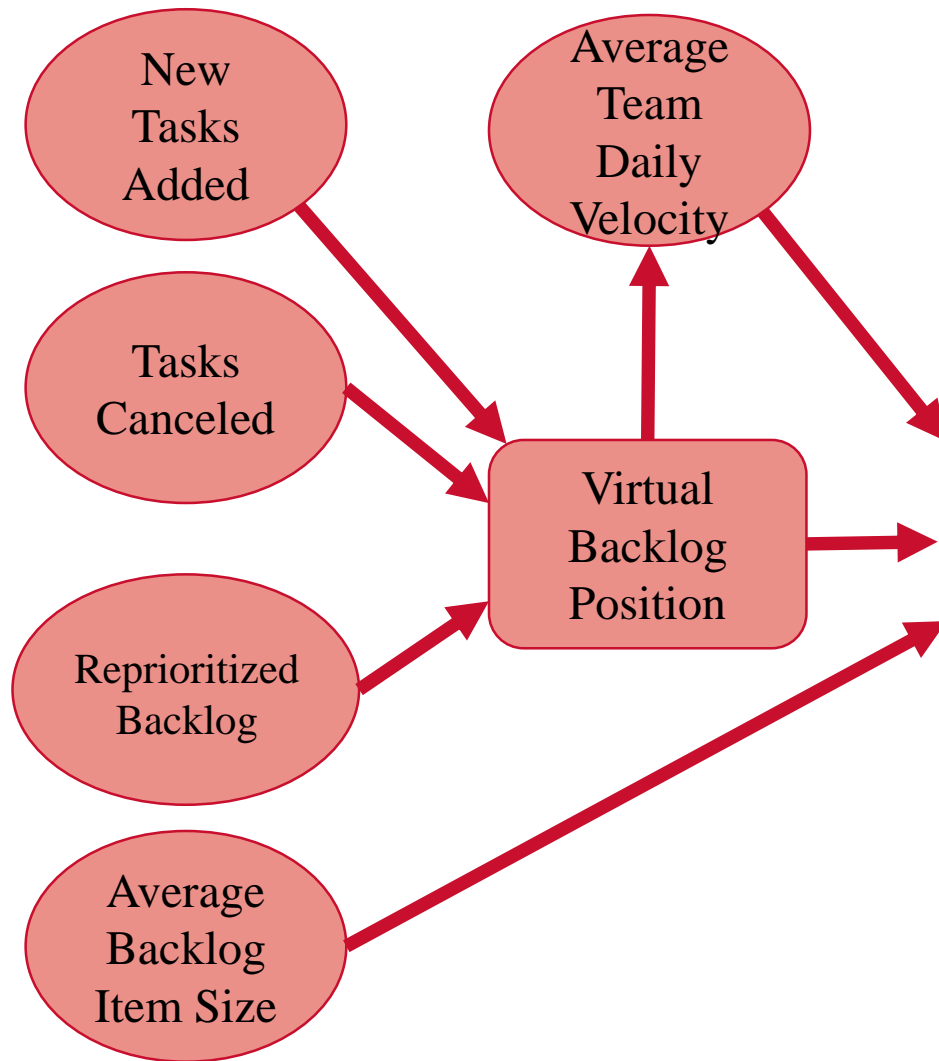 New
Tasks
Added
Average
Team
Daily
Velocity
Tasks
Canceled
Virtual
Backlog
Position
Reprioritized
Backlog
Average
Backlog
Item Size